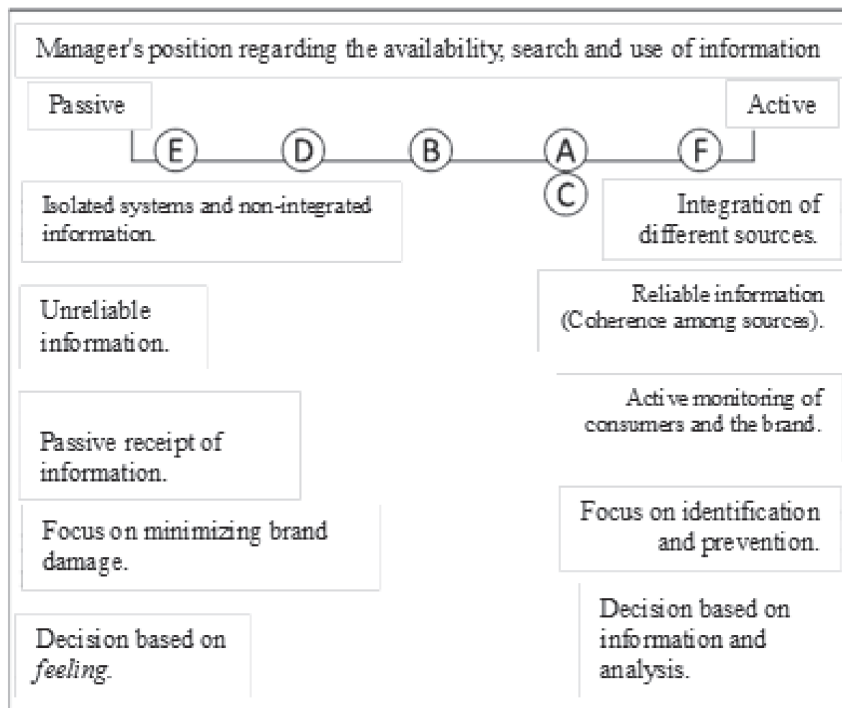 Manager's position regarding the availability, search and use of information
Passive
Active
E
D
B
A
F
C
Isolated systems and non-integrated
information.
Integration of
different sources.
Unreliable
information.
Reliable information
(Coherence among sources).
Passive receipt of
information.
Active monitoring of
consumers and the brand.
Focus on minimizing brand
damage.
Focus on identification
and prevention.
Decision based on
feeling.
Decision based on
information and
analysis.